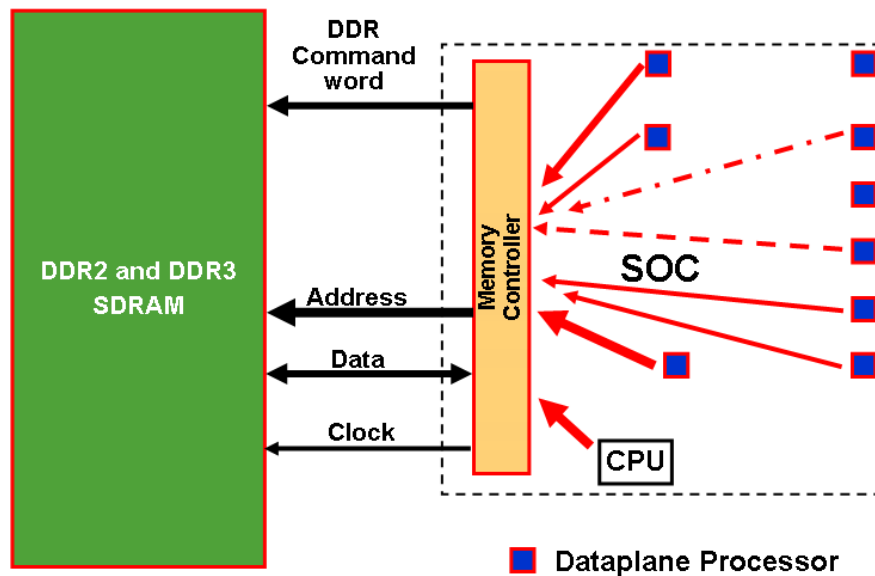 DDR
Command
word
DDR2 and DDR3
SDRAM
Address
Data
Clock
Memory
Controller
SOC
CPU
Dataplane Processor